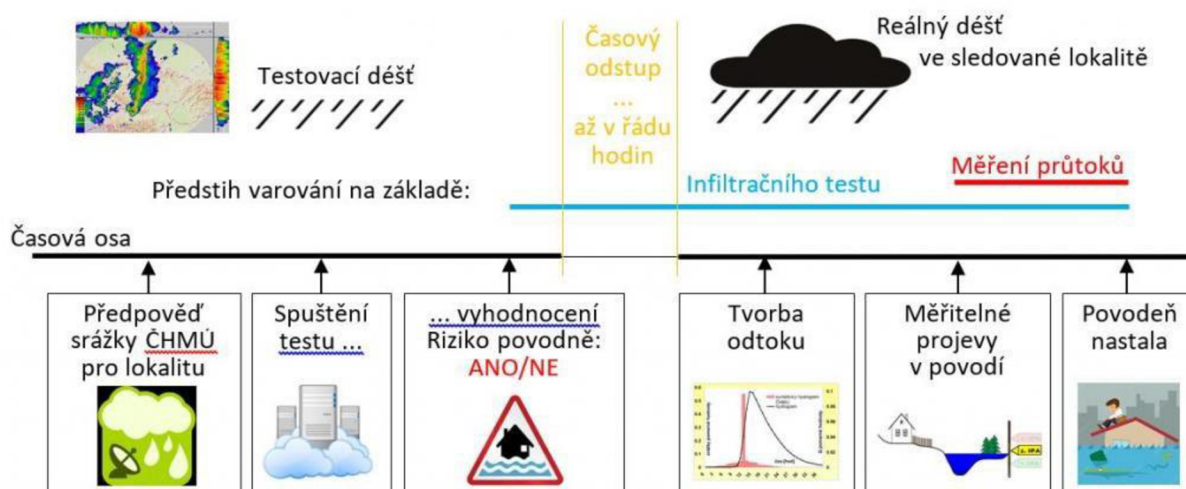 Testovací déšť
Časový
odstup
...
až v řádu
hodin
Reálný déšť
ve sledované lokalitě
Předstih varování na základě:
Infiltračního testu
Měření průtoků
Časová osa
Předpověď
srážky ČHMÚ
pro lokalitu
Spuštění
testu ...
... vyhodnocení
Riziko povodně:
ANO/NE
Tvorba
odtoku
Měřitelné
projevy
v povodí
Povodeň
nastala